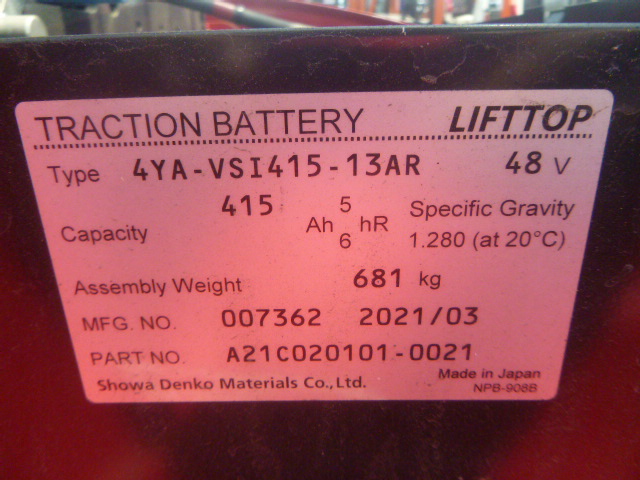 TRACTION BATTERY LIFTTOP
Type 4YA-VSI415-13AR 48 V
415 5 Specific Gravity
Capacity Ah hR
6 1.280 (at 20°C)
Assembly Weight 681 kg
MFG. NO. 007362 2021/03
PART NO. A21C020101-0021
Made in Japan
Showa Denko Materials Co.,Ltd. NPB-908B